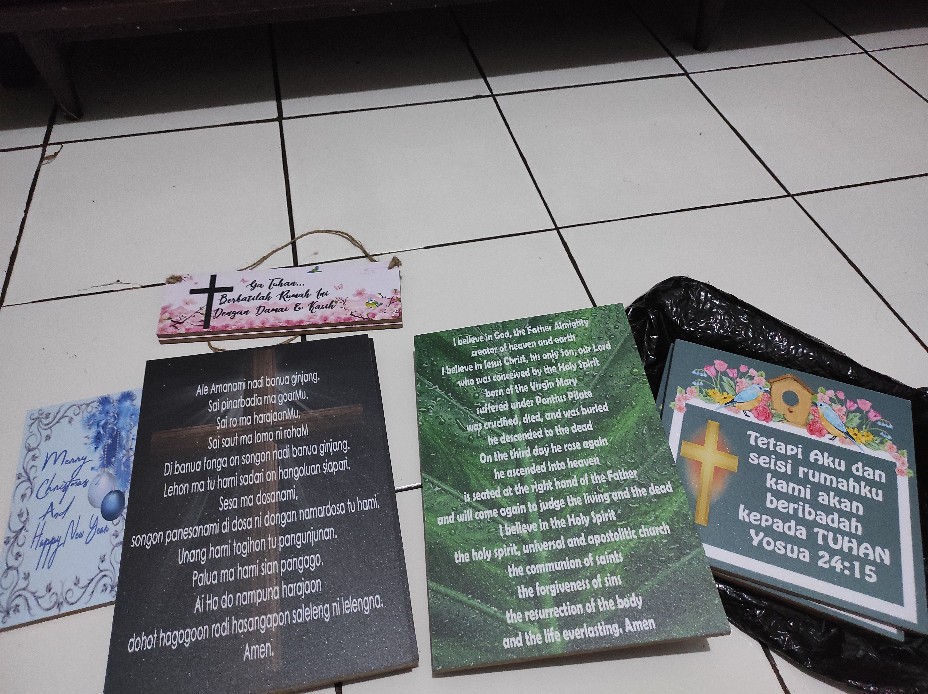 Ya Tuhan...
Berkatilah Rumah Ini
Dengan Damai & Kasih
Merry
Christmas
And
Happy New Year
Ale Amanami nadi banua ginjang.
Sai pinarbadia ma goarMu.
Sai ro ma harajaonMu.
Sai saut ma lomo ni rohaM
Di banua tonga on songon nadi banua ginjang.
Lehon ma tu hami sadari on hangoluan siapari.
Sesa ma dosanami,
songon panesanami di dosa ni dongan namardosa tu hami.
Unang hami togihon tu pangunjunan.
Palua ma hami sian pangago.
Ai Ho do nampuna harajaon
dohot hagogoon rodi hasangapon saleleng ni lelengna.
Amen.
I believe in God, the Father Almighty
creator of heaven and earth
I believe in Jesus Christ, his only Son, our Lord
who was conceived by the Holy Spirit
born of the Virgin Mary
suffered under Pontius Pilate
was crucified, died, and was buried
he descended to the dead
On the third day he rose again
he ascended into heaven
is seated at the right hand of the Father
and will come again to judge the living and the dead
I believe in the Holy Spirit
the holy spirit, universal and apostolitic church
the communion of saints
the forgiveness of sins
the resurrection of the body
and the life everlasting. Amen
Tetapi Aku dan
seisi rumahku
kami akan
beribadah
kepada TUHAN
Yosua 24:15